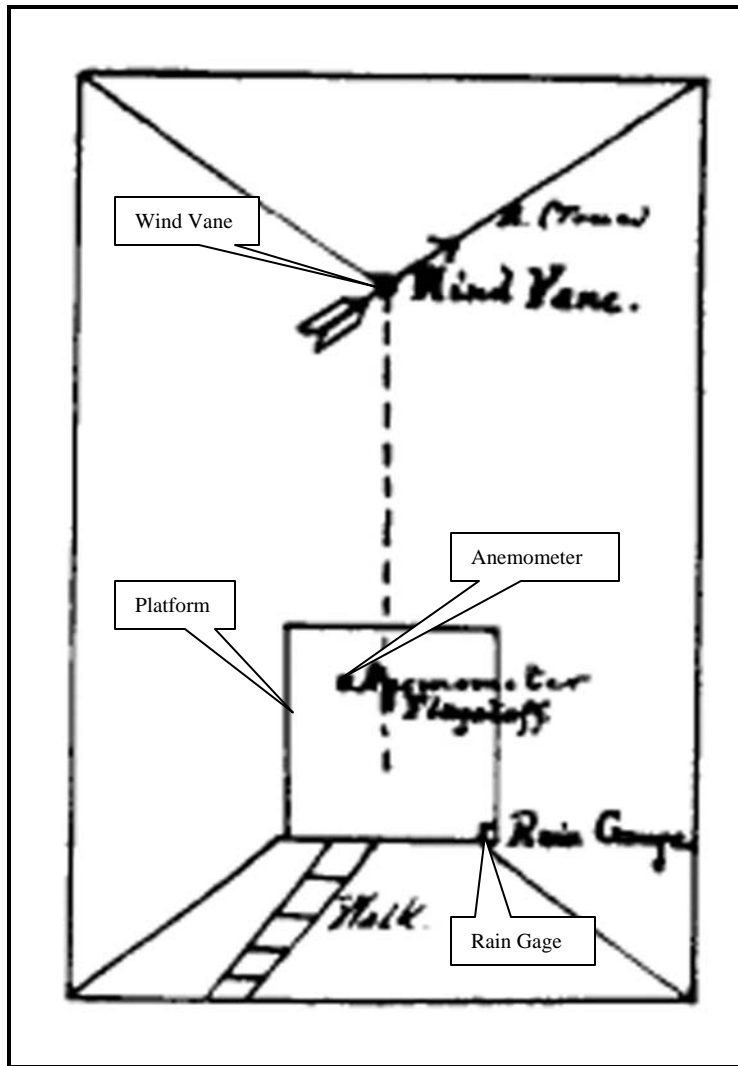 Wind Vane
Wind Vane.
Anemometer
Platform
Anemometer
Flagstaff
Rain Gauge
Walk.
Rain Gage